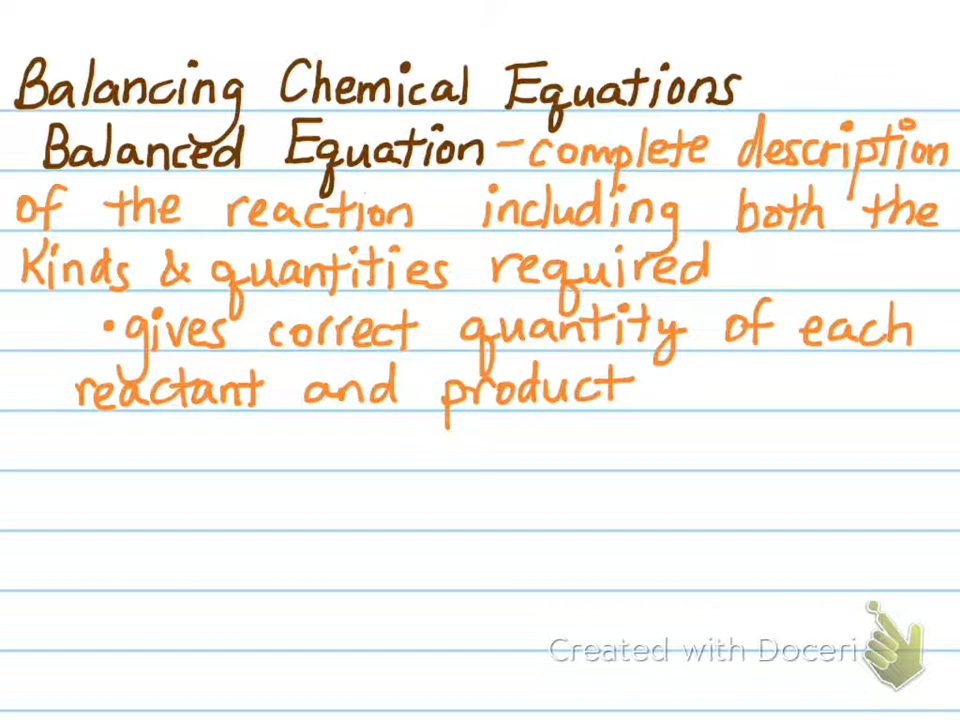 Balancing Chemical Equations
Balanced Equation - complete description
of the reaction including both the
kinds & quantities required
• gives correct quantity of each
reactant and product
Created with Doceri